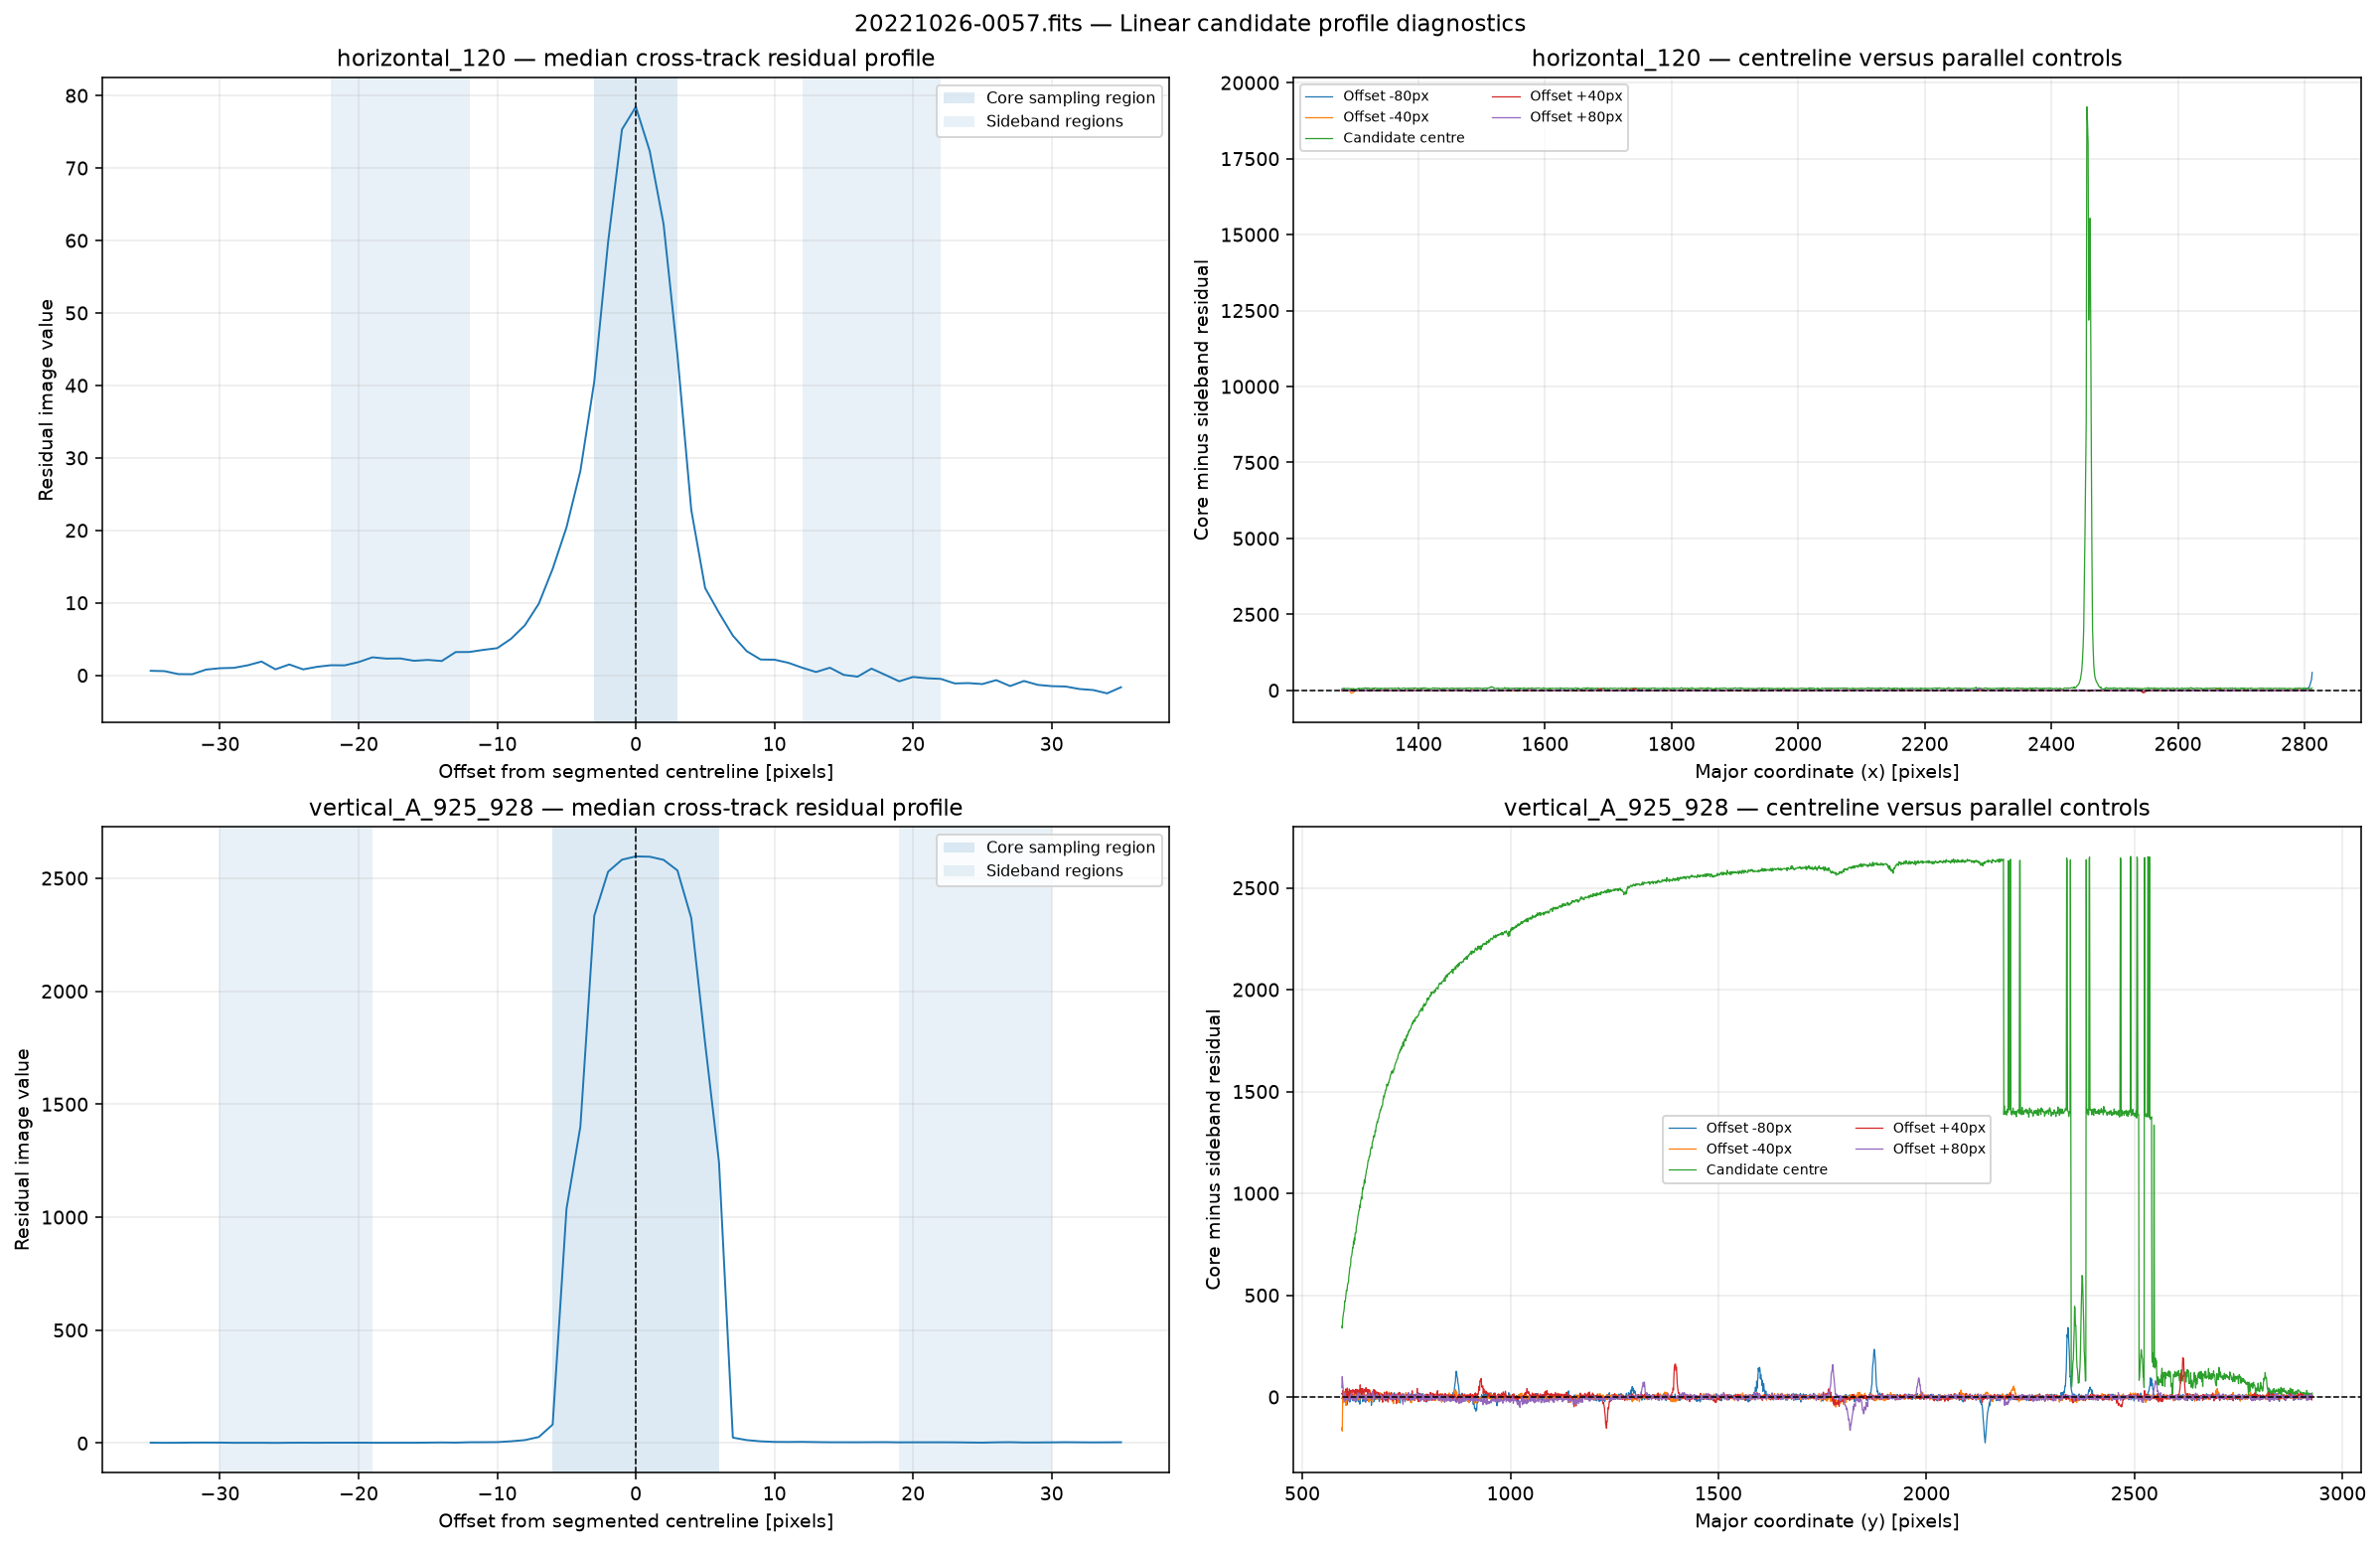 20221026-0057.fits — Linear candidate profile diagnostics
horizontal_120 — median cross-track residual profile
80
70
60
50
40
30
20
10
0
Residual image value
Core sampling region
Sideband regions
−30
−20
−10
0
10
20
30
Offset from segmented centreline [pixels]
horizontal_120 — centreline versus parallel controls
20000
17500
15000
12500
10000
7500
5000
2500
0
Core minus sideband residual
Offset -80px
Offset -40px
Candidate centre
Offset +40px
Offset +80px
1400
1600
1800
2000
2200
2400
2600
2800
Major coordinate (x) [pixels]
vertical_A_925_928 — median cross-track residual profile
2500
2000
1500
1000
500
0
Residual image value
Core sampling region
Sideband regions
−30
−20
−10
0
10
20
30
Offset from segmented centreline [pixels]
vertical_A_925_928 — centreline versus parallel controls
2500
2000
1500
1000
500
0
Core minus sideband residual
Offset -80px
Offset -40px
Candidate centre
Offset +40px
Offset +80px
500
1000
1500
2000
2500
3000
Major coordinate (y) [pixels]